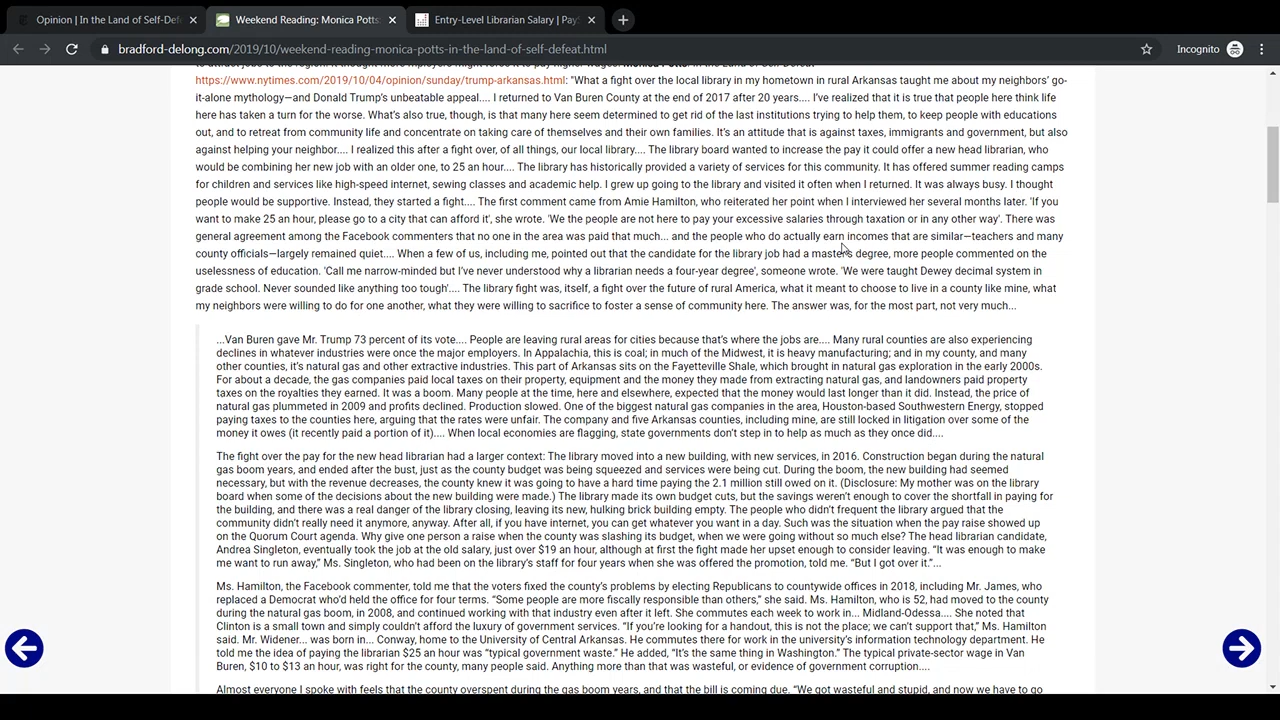 Opinion | In the Land of Self-Def
Weekend Reading: Monica Potts:
Entry-Level Librarian Salary | Pay
bradford-delong.com/2019/10/weekend-reading-monica-potts-in-the-land-of-self-defeat.html
Incognito
https://www.nytimes.com/2019/10/04/opinion/sunday/trump-arkansas.html: "What a fight over the local library in my hometown in rural Arkansas taught me about my neighbors' go-
it-alone mythology—and Donald Trump's unbeatable appeal.... I returned to Van Buren County at the end of 2017 after 20 years.... I've realized that it is true that people here think life
here has taken a turn for the worse. What's also true, though, is that many here seem determined to get rid of the last institutions trying to help them, to keep people with educations
out, and to retreat from community life and concentrate on taking care of themselves and their own families. It's an attitude that is against taxes, immigrants and government, but also
against helping your neighbor.... I realized this after a fight over, of all things, our local library.... The library board wanted to increase the pay it could offer a new head librarian, who
would be combining her new job with an older one, to 25 an hour.... The library has historically provided a variety of services for this community. It has offered summer reading camps
for children and services like high-speed internet, sewing classes and academic help. I grew up going to the library and visited it often when I returned. It was always busy. I thought
people would be supportive. Instead, they started a fight.... The first comment came from Amie Hamilton, who reiterated her point when I interviewed her several months later. 'If you
want to make 25 an hour, please go to a city that can afford it', she wrote. 'We the people are not here to pay your excessive salaries through taxation or in any other way'. There was
general agreement among the Facebook commenters that no one in the area was paid that much... and the people who do actually earn incomes that are similar—teachers and many
county officials—largely remained quiet.... When a few of us, including me, pointed out that the candidate for the library job had a master's degree, more people commented on the
uselessness of education. 'Call me narrow-minded but I've never understood why a librarian needs a four-year degree', someone wrote. 'We were taught Dewey decimal system in
grade school. Never sounded like anything too tough'.... The library fight was, itself, a fight over the future of rural America, what it meant to choose to live in a county like mine, what
my neighbors were willing to do for one another, what they were willing to sacrifice to foster a sense of community here. The answer was, for the most part, not very much...
...Van Buren gave Mr. Trump 73 percent of its vote.... People are leaving rural areas for cities because that's where the jobs are.... Many rural counties are also experiencing
declines in whatever industries were once the major employers. In Appalachia, this is coal; in much of the Midwest, it is heavy manufacturing; and in my county, and many
other counties, it's natural gas and other extractive industries. This part of Arkansas sits on the Fayetteville Shale, which brought in natural gas exploration in the early 2000s.
For about a decade, the gas companies paid local taxes on their property, equipment and the money they made from extracting natural gas, and landowners paid property
taxes on the royalties they earned. It was a boom. Many people at the time, here and elsewhere, expected that the money would last longer than it did. Instead, the price of
natural gas plummeted in 2009 and profits declined. Production slowed. One of the biggest natural gas companies in the area, Houston-based Southwestern Energy, stopped
paying taxes to the counties here, arguing that the rates were unfair. The company and five Arkansas counties, including mine, are still locked in litigation over some of the
money it owes (it recently paid a portion of it).... When local economies are flagging, state governments don't step in to help as much as they once did....
The fight over the pay for the new head librarian had a larger context: The library moved into a new building, with new services, in 2016. Construction began during the natural
gas boom years, and ended after the bust, just as the county budget was being squeezed and services were being cut. During the boom, the new building had seemed
necessary, but with the revenue decreases, the county knew it was going to have a hard time paying the 2.1 million still owed on it. (Disclosure: My mother was on the library
board when some of the decisions about the new building were made.) The library made its own budget cuts, but the savings weren't enough to cover the shortfall in paying for
the building, and there was a real danger of the library closing, leaving its new, hulking brick building empty. The people who didn't frequent the library argued that the
community didn't really need it anymore, anyway. After all, if you have internet, you can get whatever you want in a day. Such was the situation when the pay raise showed up
on the Quorum Court agenda. Why give one person a raise when the county was slashing its budget, when we were going without so much else? The head librarian candidate,
Andrea Singleton, eventually took the job at the old salary, just over $19 an hour, although at first the fight made her upset enough to consider leaving. "It was enough to make
me want to run away," Ms. Singleton, who had been on the library's staff for four years when she was offered the promotion, told me. "But I got over it."...
Ms. Hamilton, the Facebook commenter, told me that the voters fixed the county's problems by electing Republicans to countywide offices in 2018, including Mr. James, who
replaced a Democrat who'd held the office for four terms. "Some people are more fiscally responsible than others," she said. Ms. Hamilton, who is 52, had moved to the county
during the natural gas boom, in 2008, and continued working with that industry even after it left. She commutes each week to work in... Midland-Odessa.... She noted that
Clinton is a small town and simply couldn't afford the luxury of government services. "If you're looking for a handout, this is not the place; we can't support that," Ms. Hamilton
said. Mr. Widener... was born in... Conway, home to the University of Central Arkansas. He commutes there for work in the university's information technology department. He
told me the idea of paying the librarian $25 an hour was "typical government waste." He added, "It's the same thing in Washington." The typical private-sector wage in Van
Buren, $10 to $13 an hour, was right for the county, many people said. Anything more than that was wasteful, or evidence of government corruption....
Almost everyone I spoke with feels that the county overspent during the gas boom years, and that the bill is coming due. "We got wasteful and stupid, and now we have to go